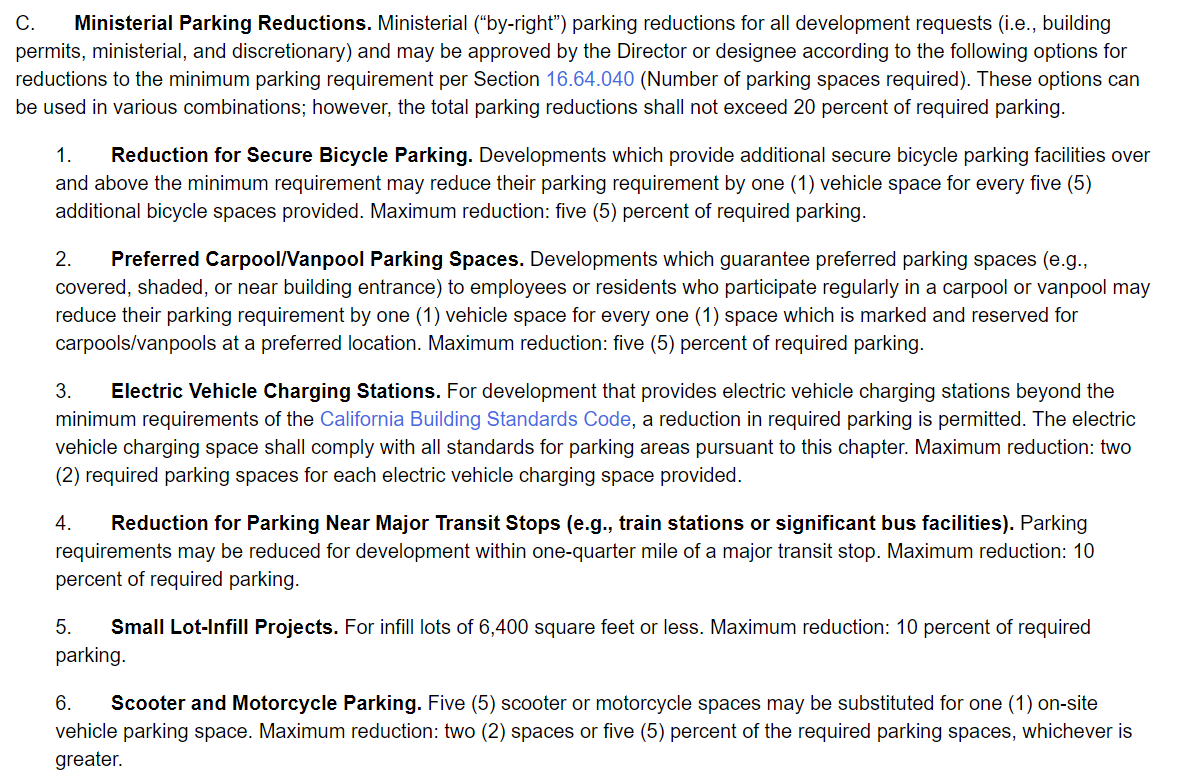 C. Ministerial Parking Reductions. Ministerial (“by-right”) parking reductions for all development requests (i.e., building
permits, ministerial, and discretionary) and may be approved by the Director or designee according to the following options for
reductions to the minimum parking requirement per Section 16.64.040 (Number of parking spaces required). These options can
be used in various combinations; however, the total parking reductions shall not exceed 20 percent of required parking.
1. Reduction for Secure Bicycle Parking. Developments which provide additional secure bicycle parking facilities over
and above the minimum requirement may reduce their parking requirement by one (1) vehicle space for every five (5)
additional bicycle spaces provided. Maximum reduction: five (5) percent of required parking.
2. Preferred Carpool/Vanpool Parking Spaces. Developments which guarantee preferred parking spaces (e.g.,
covered, shaded, or near building entrance) to employees or residents who participate regularly in a carpool or vanpool may
reduce their parking requirement by one (1) vehicle space for every one (1) space which is marked and reserved for
carpools/vanpools at a preferred location. Maximum reduction: five (5) percent of required parking.
3. Electric Vehicle Charging Stations. For development that provides electric vehicle charging stations beyond the
minimum requirements of the California Building Standards Code, a reduction in required parking is permitted. The electric
vehicle charging space shall comply with all standards for parking areas pursuant to this chapter. Maximum reduction: two
(2) required parking spaces for each electric vehicle charging space provided.
4. Reduction for Parking Near Major Transit Stops (e.g., train stations or significant bus facilities). Parking
requirements may be reduced for development within one-quarter mile of a major transit stop. Maximum reduction: 10
percent of required parking.
5. Small Lot-Infill Projects. For infill lots of 6,400 square feet or less. Maximum reduction: 10 percent of required
parking.
6. Scooter and Motorcycle Parking. Five (5) scooter or motorcycle spaces may be substituted for one (1) on-site
vehicle parking space. Maximum reduction: two (2) spaces or five (5) percent of the required parking spaces, whichever is
greater.